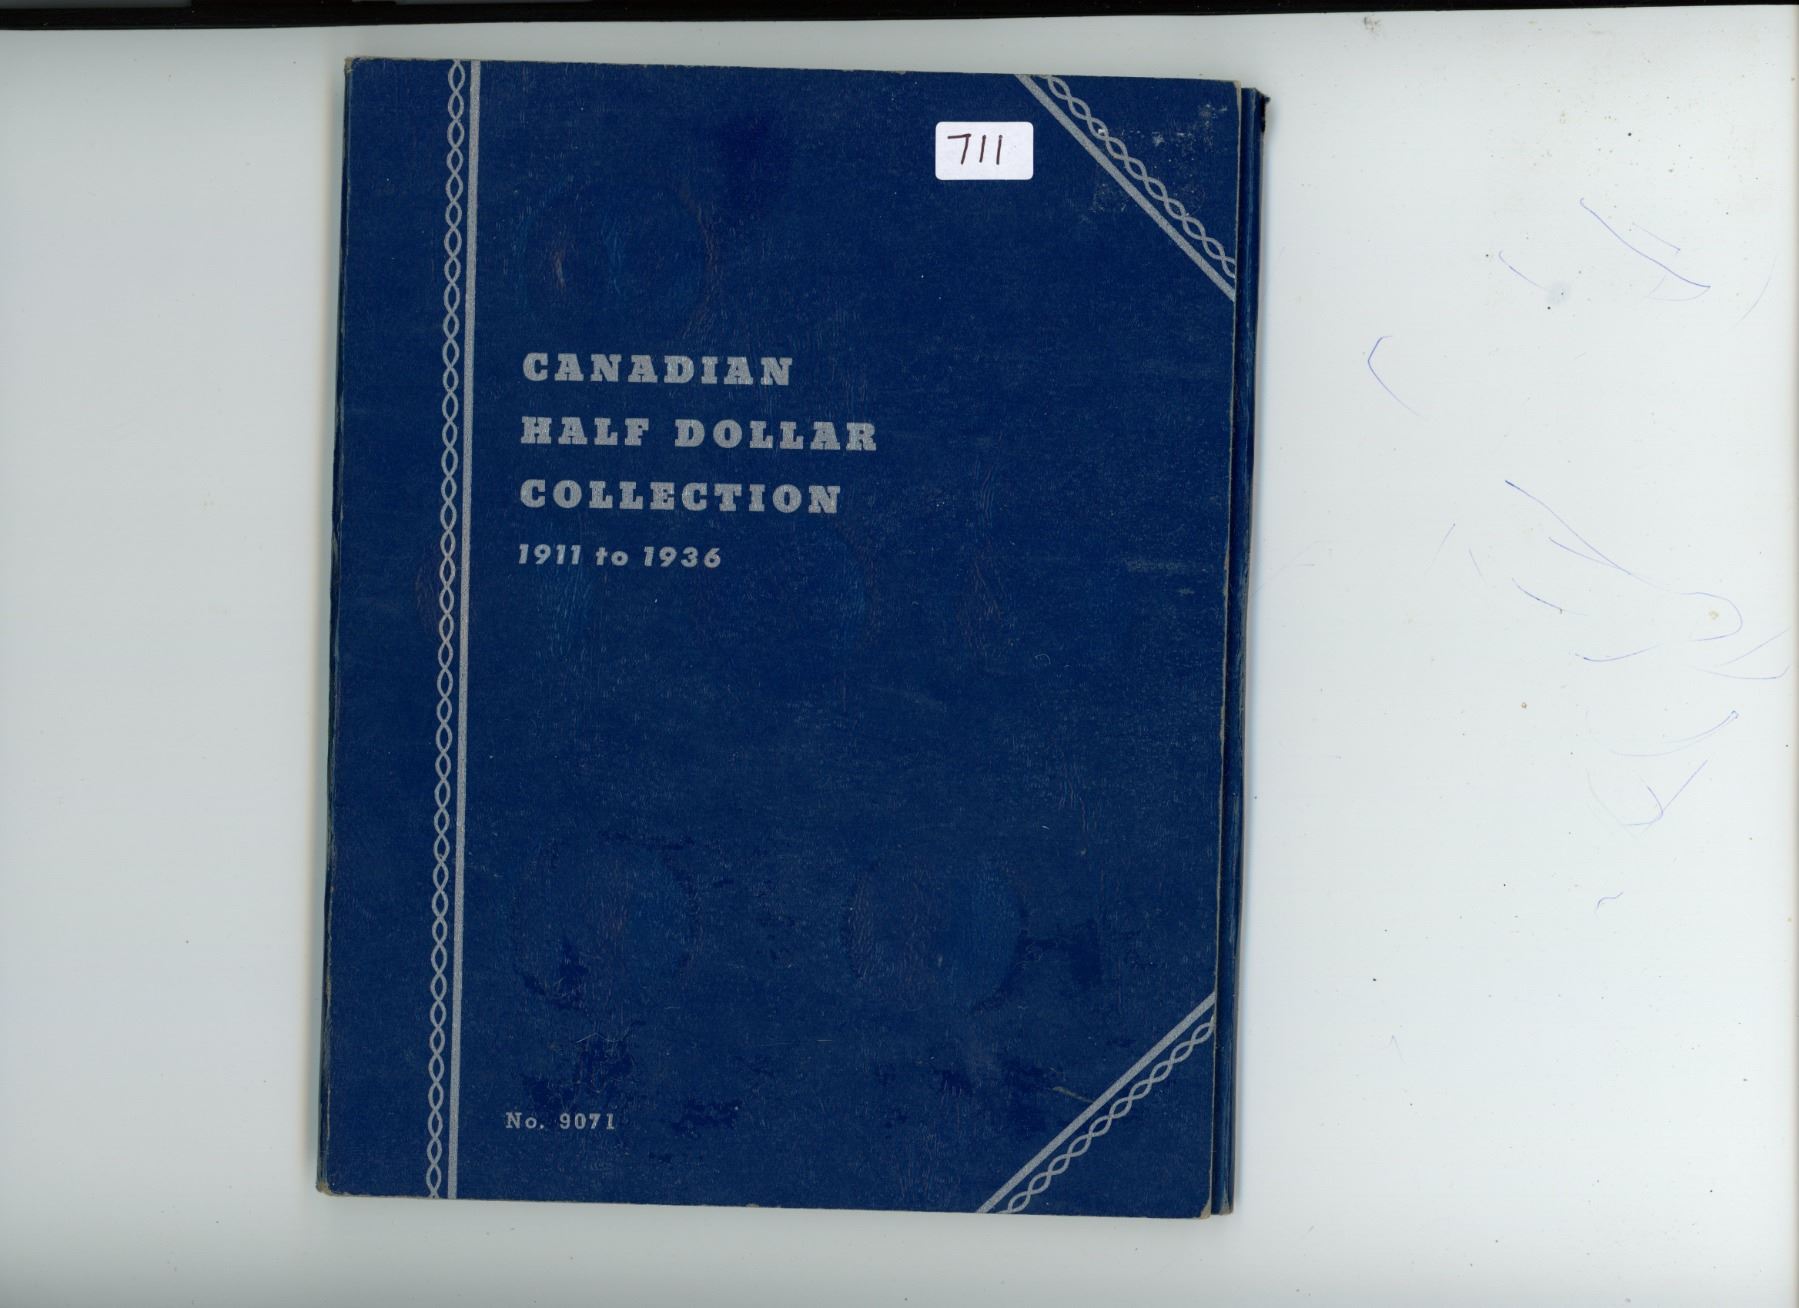 711
CANADIAN
HALF DOLLAR
COLLECTION
1911 to 1936
No. 9071